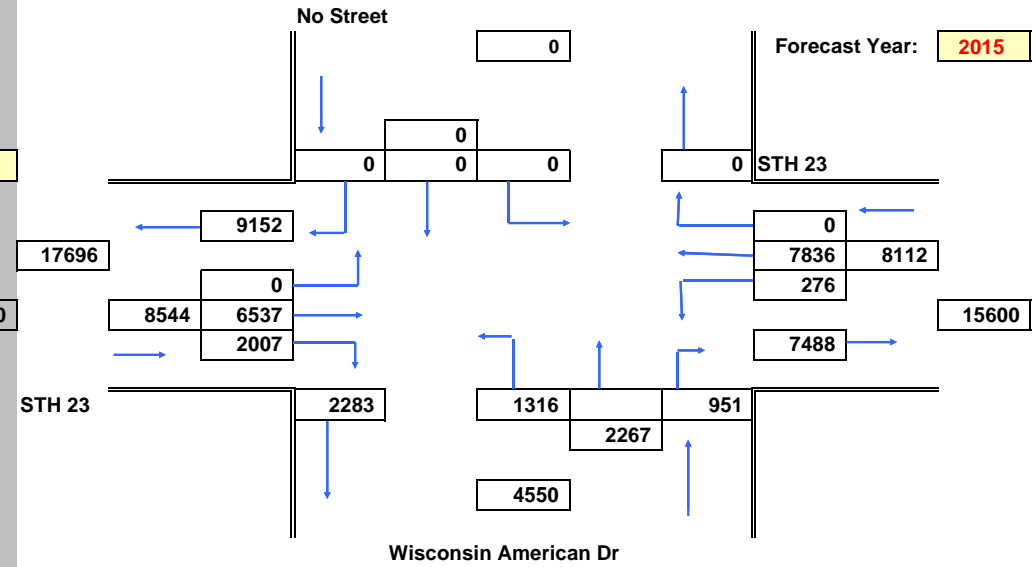 No Street
0
Forecast Year: 2015
0
0 0 0 0 STH 23
9152 0
17696 7836 8112
0 276
0 8544 6537 15600
2007 7488
STH 23 2283 1316 951
2267
4550
Wisconsin American Dr